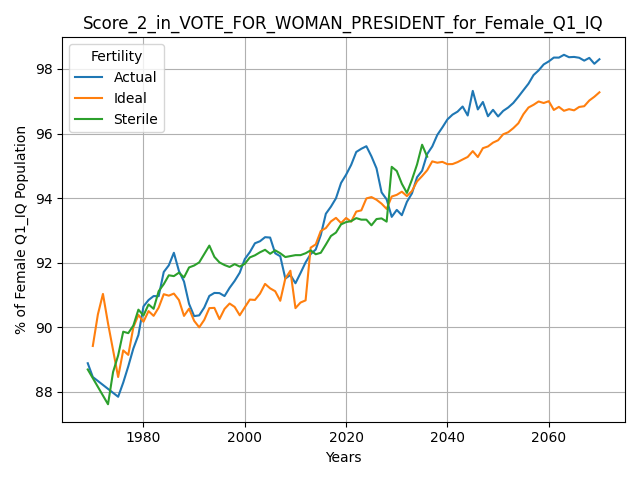 Score_2_in_VOTE_FOR_WOMAN_PRESIDENT_for_Female_Q1_IQ
Fertility
Actual
Ideal
Sterile
98
96
94
92
90
88
% of Female Q1_IQ Population
1980
2000
2020
2040
2060
Years